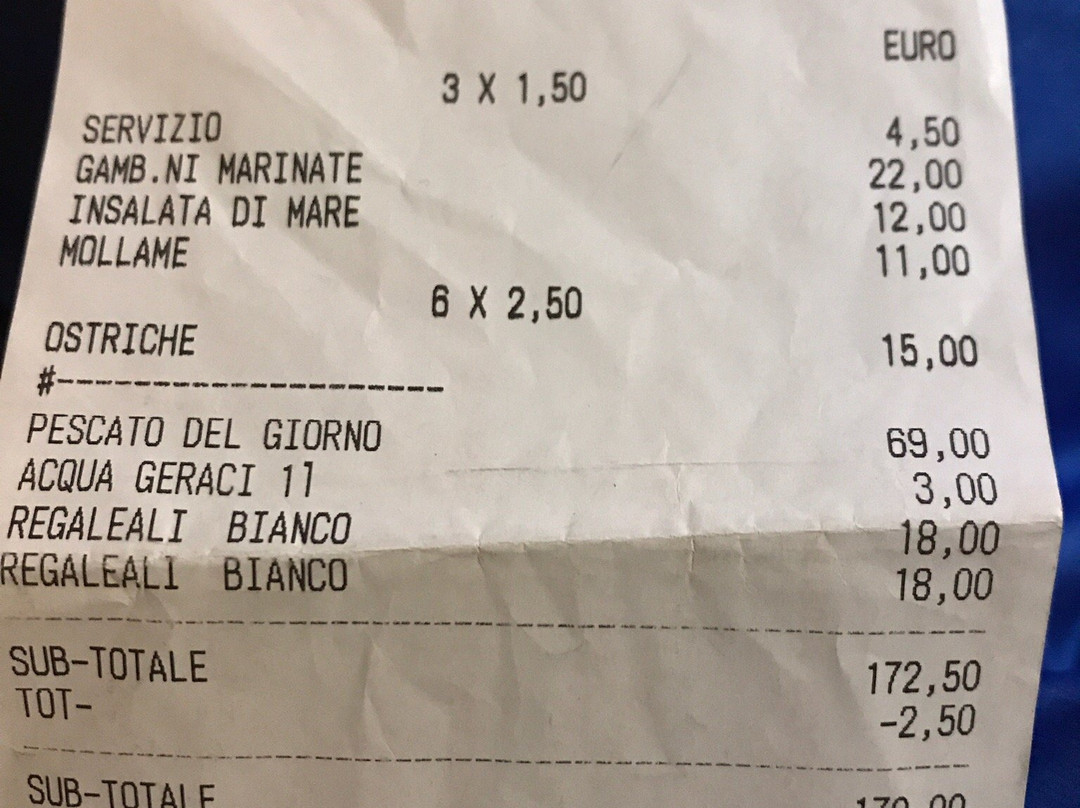 EURO
3 X 1,50
SERVIZIO 4,50
GAMB.NI MARINATE 22,00
INSALATA DI MARE 12,00
MOLLAME 11,00
6 X 2,50
OSTRICHE 15,00
#--------------------
PESCATO DEL GIORNO 69,00
ACQUA GERACI 1l 3,00
REGALEALI BIANCO 18,00
REGALEALI BIANCO 18,00
SUB-TOTALE 172,50
TOT- -2,50
SUB-TOTALE 170,00